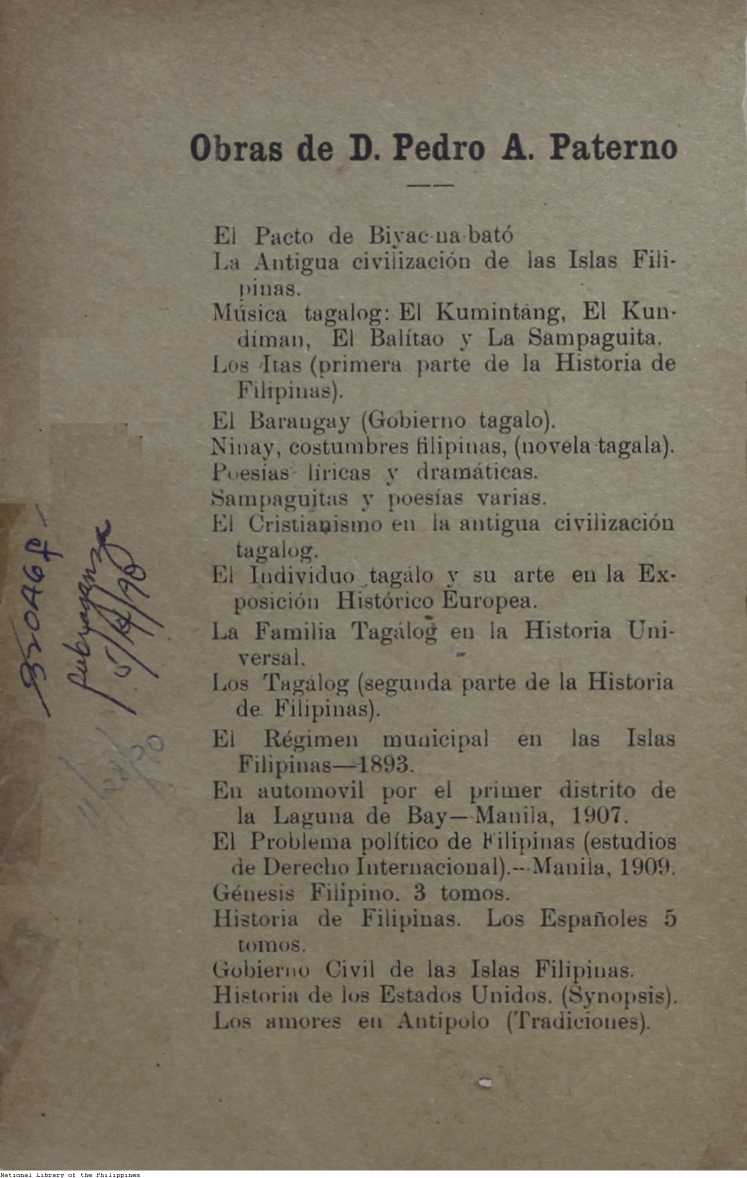 Obras de D. Pedro A. Paterno
El Pacto de Biyac-na-bató
La Antigua civilización de las Islas Fili-
pinas.
Música tagalog: El Kumintáng, El Kun-
díman, El Balítao y La Sampaguita.
Los Itas (primera parte de la Historia de
Filipinas).
El Barangay (Gobierno tagalo).
Ninay, costumbres filipinas, (novela tagala).
Poesías líricas y dramáticas.
Sampaguitas y poesías varias.
El Cristianismo en la antigua civilización
tagalog.
El Individuo tagálo y su arte en la Ex-
posición Histórico Europea.
La Familia Tagálog en la Historia Uni-
versal.
Los Tagálog (segunda parte de la Historia
de Filipinas).
El Régimen municipal en las Islas
Filipinas—1893.
En automovil por el primer distrito de
la Laguna de Bay—Manila, 1907.
El Problema político de Filipinas (estudios
de Derecho Internacional).--Manila, 1909.
Génesis Filipino. 3 tomos.
Historia de Filipinas. Los Españoles 5
tomos.
Gobierno Civil de las Islas Filipinas.
Historia de los Estados Unidos. (Synopsis).
Los amores en Antipolo (Tradiciones).
National Library of the Philippines